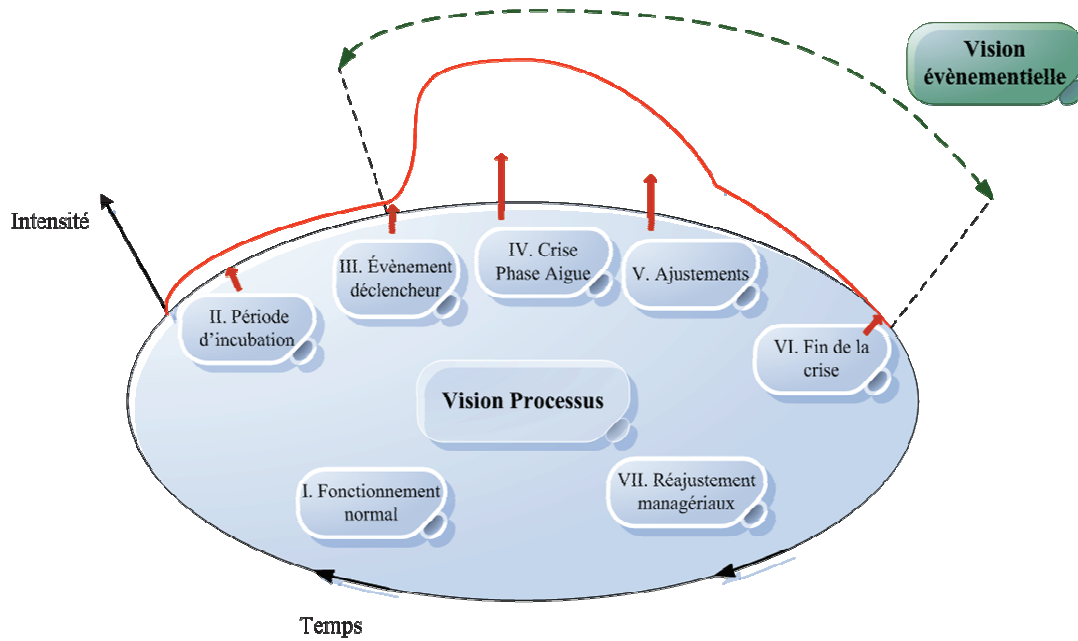 Vision
évènementielle
Intensité
III. Évènement
déclencheur
IV. Crise
Phase Aigue
V. Ajustements
II. Période
d'incubation
VI. Fin de la
crise
Vision Processus
I. Fonctionnement
normal
VII. Réajustement
managériaux
Temps